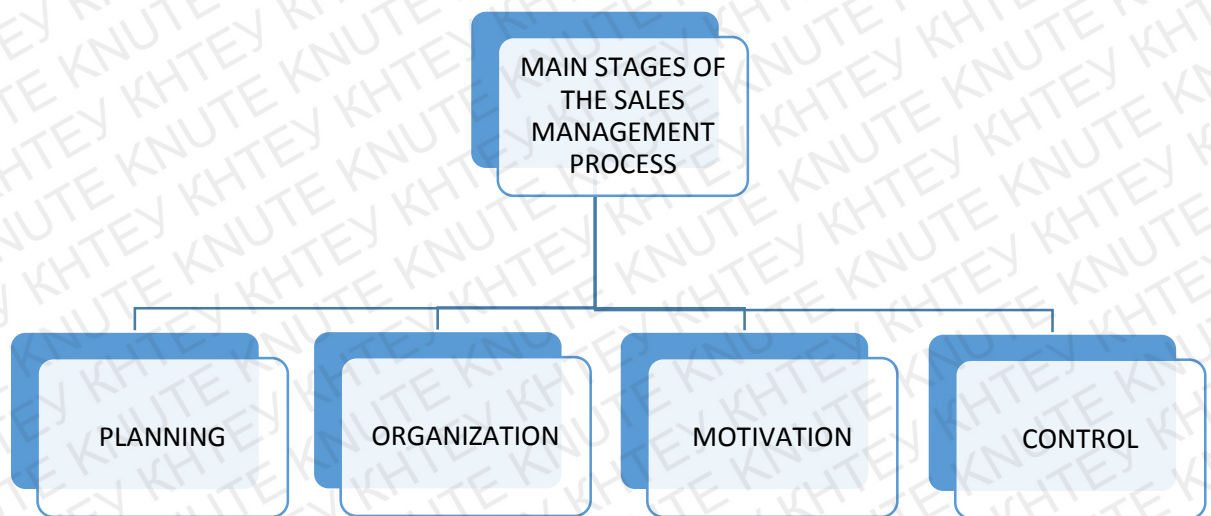 MAIN STAGES OF
THE SALES
MANAGEMENT
PROCESS
PLANNING
ORGANIZATION
MOTIVATION
CONTROL